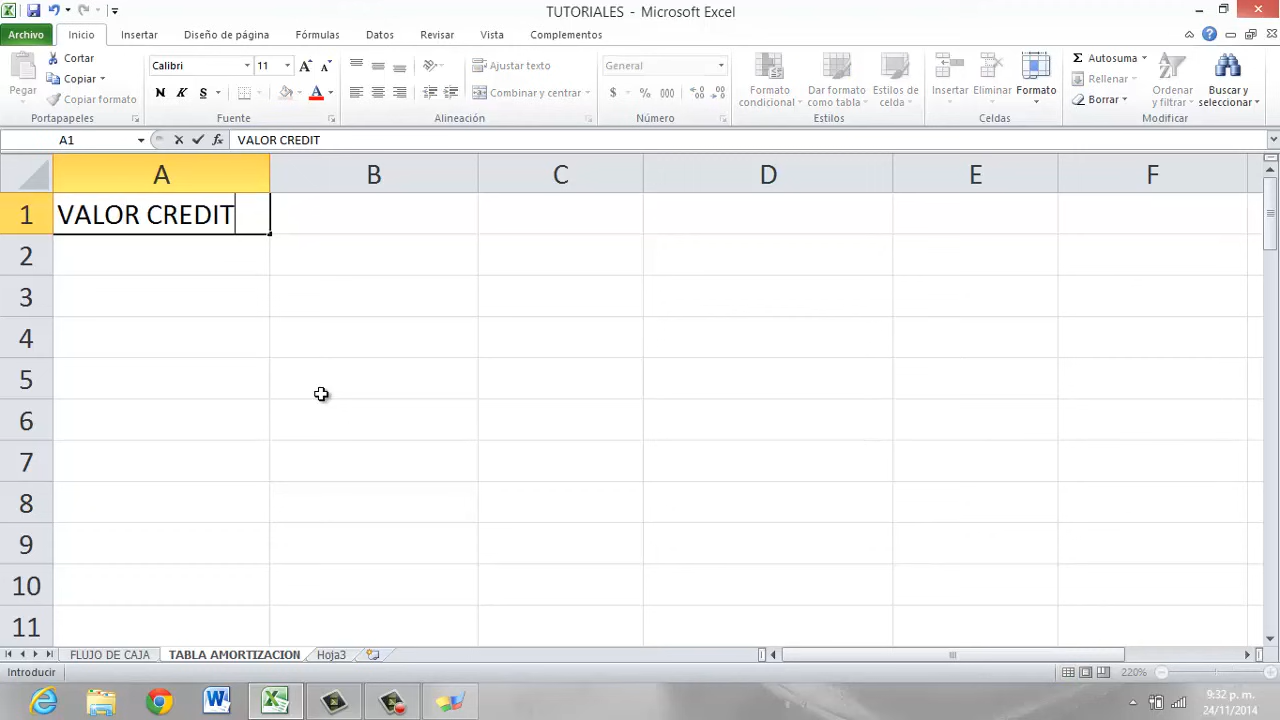 TUTORIALES - Microsoft Excel
Archivo Inicio Insertar Diseño de página Fórmulas Datos Revisar Vista Complementos
Pegar
Cortar
Copiar
Copiar formato
Portapapeles
Calibri 11
N K S A
Fuente
Ajustar texto
Combinar y centrar
Alineación
General
$ % 000
Número
Formato condicional
Dar formato como tabla
Estilos de celda
Estilos
Insertar Eliminar Formato
Celdas
Σ Autosuma
Rellenar
Borrar
Ordenar y filtrar
Buscar y seleccionar
Modificar
A1 fx VALOR CREDIT
A B C D E F
1 VALOR CREDIT
2
3
4
5
6
7
8
9
10
11
FLUJO DE CAJA TABLA AMORTIZACION Hoja3
Introducir 220%
9:32 p. m.
24/11/2014